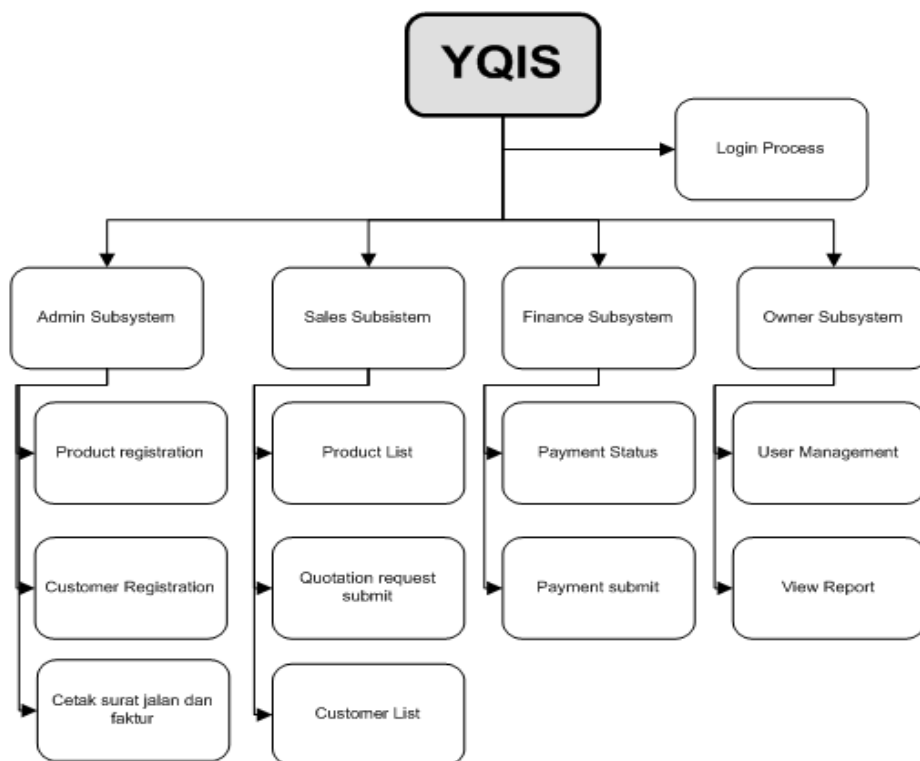 YQIS
Login Process
Admin Subsystem
Sales Subsistem
Finance Subsystem
Owner Subsystem
Product registration
Product List
Payment Status
User Management
Customer Registration
Quotation request
submit
Payment submit
View Report
Cetak surat jalan dan
faktur
Customer List